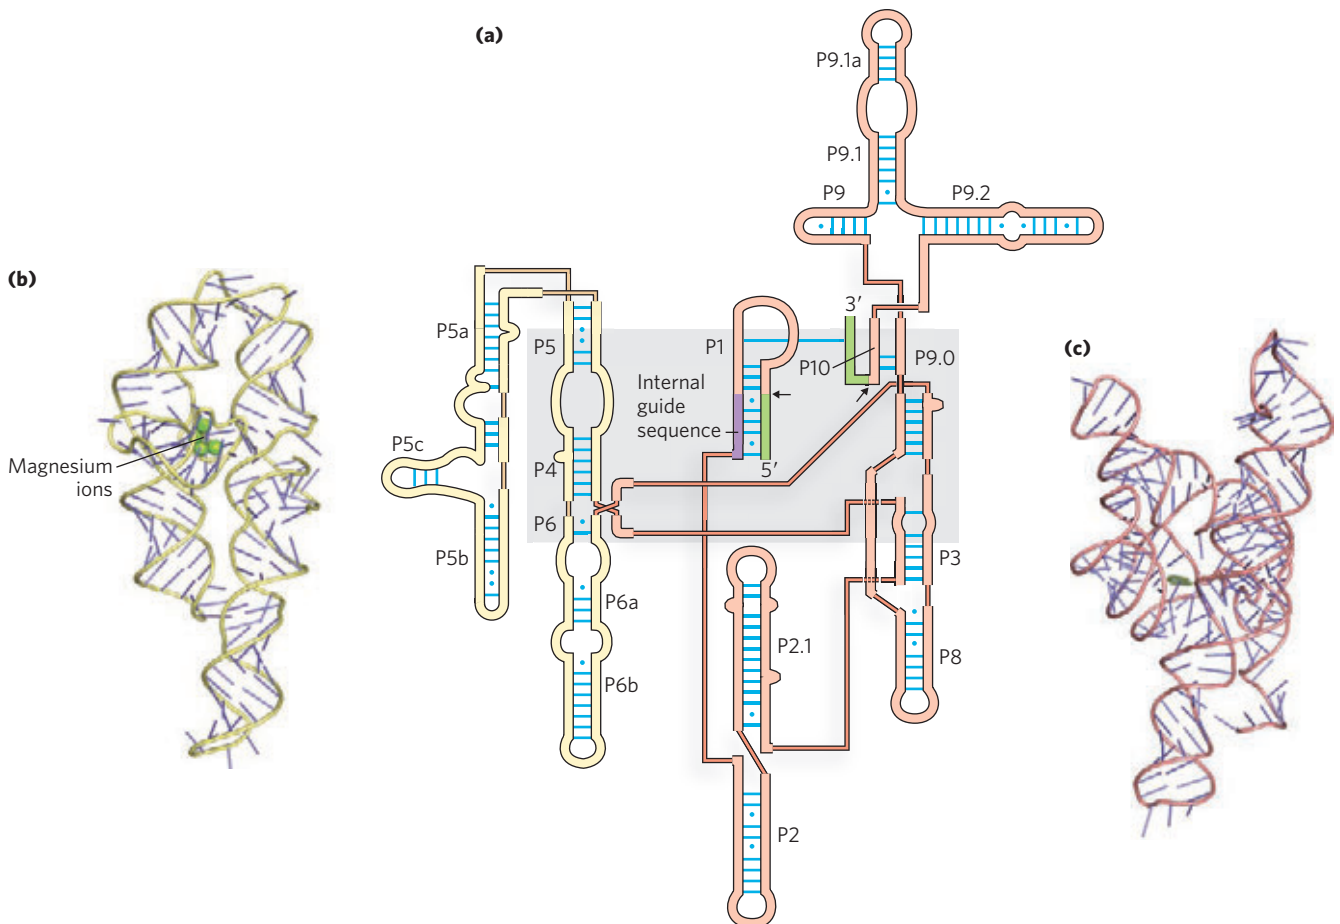 (a)
P9.1a
P9.1
P9
P9.2
(b)
3′
P5a
P5
P1
P10
P9.0
(c)
Internal
guide
sequence
Magnesium
ions
P5c
P4
5′
P6
P5b
P3
P6a
P2.1
P8
P6b
P2